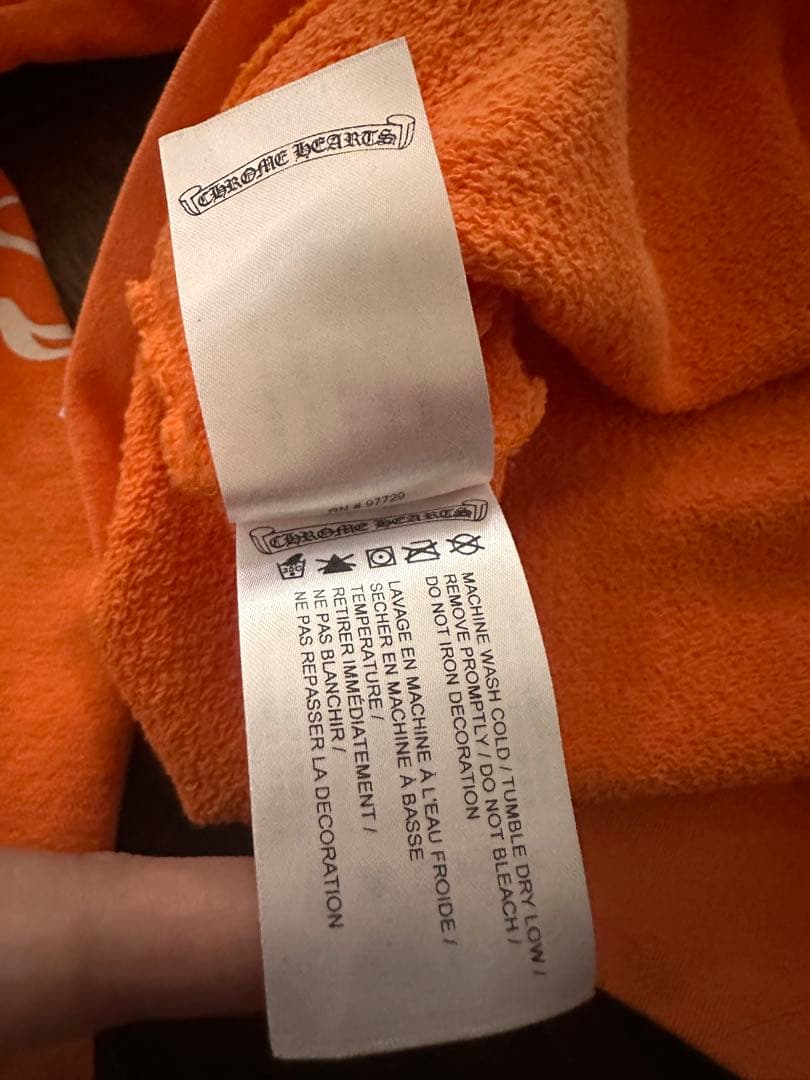 CHROME HEARTS
RN # 97729
CHROME HEARTS
30C
MACHINE WASH COLD / TUMBLE DRY LOW /
REMOVE PROMPTLY / DO NOT BLEACH /
DO NOT IRON DECORATION
LAVAGE EN MACHINE À L'EAU FROIDE /
SECHER EN MACHINE À BASSE
TEMPERATURE /
RETIRER IMMÉDIATEMENT /
NE PAS BLANCHIR /
NE PAS REPASSER LA DECORATION